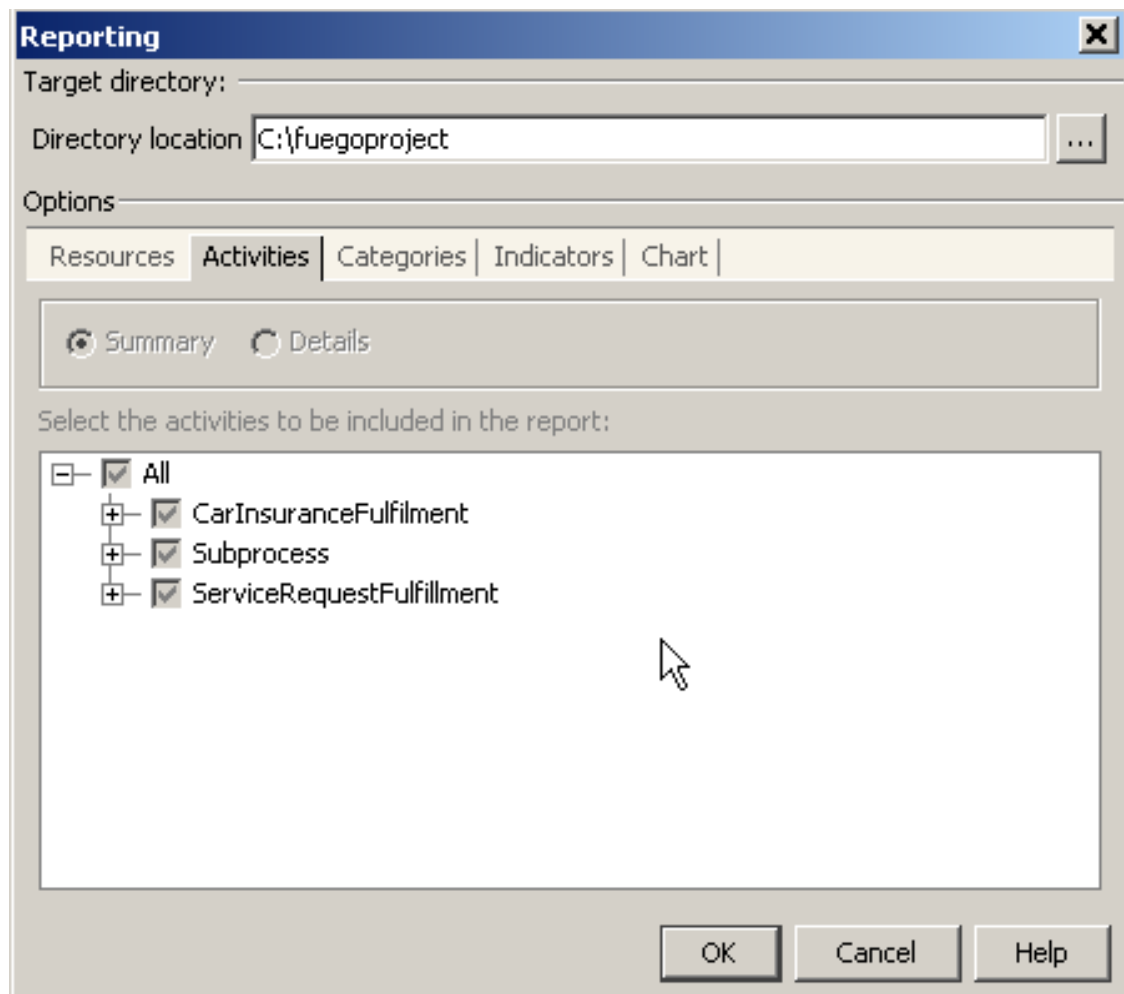 Reporting
Target directory:
Directory location C:\fuegoproject ...
Options
Resources Activities Categories Indicators Chart
Summary Details
Select the activities to be included in the report:
All
CarInsuranceFulfilment
Subprocess
ServiceRequestFulfillment
OK Cancel Help